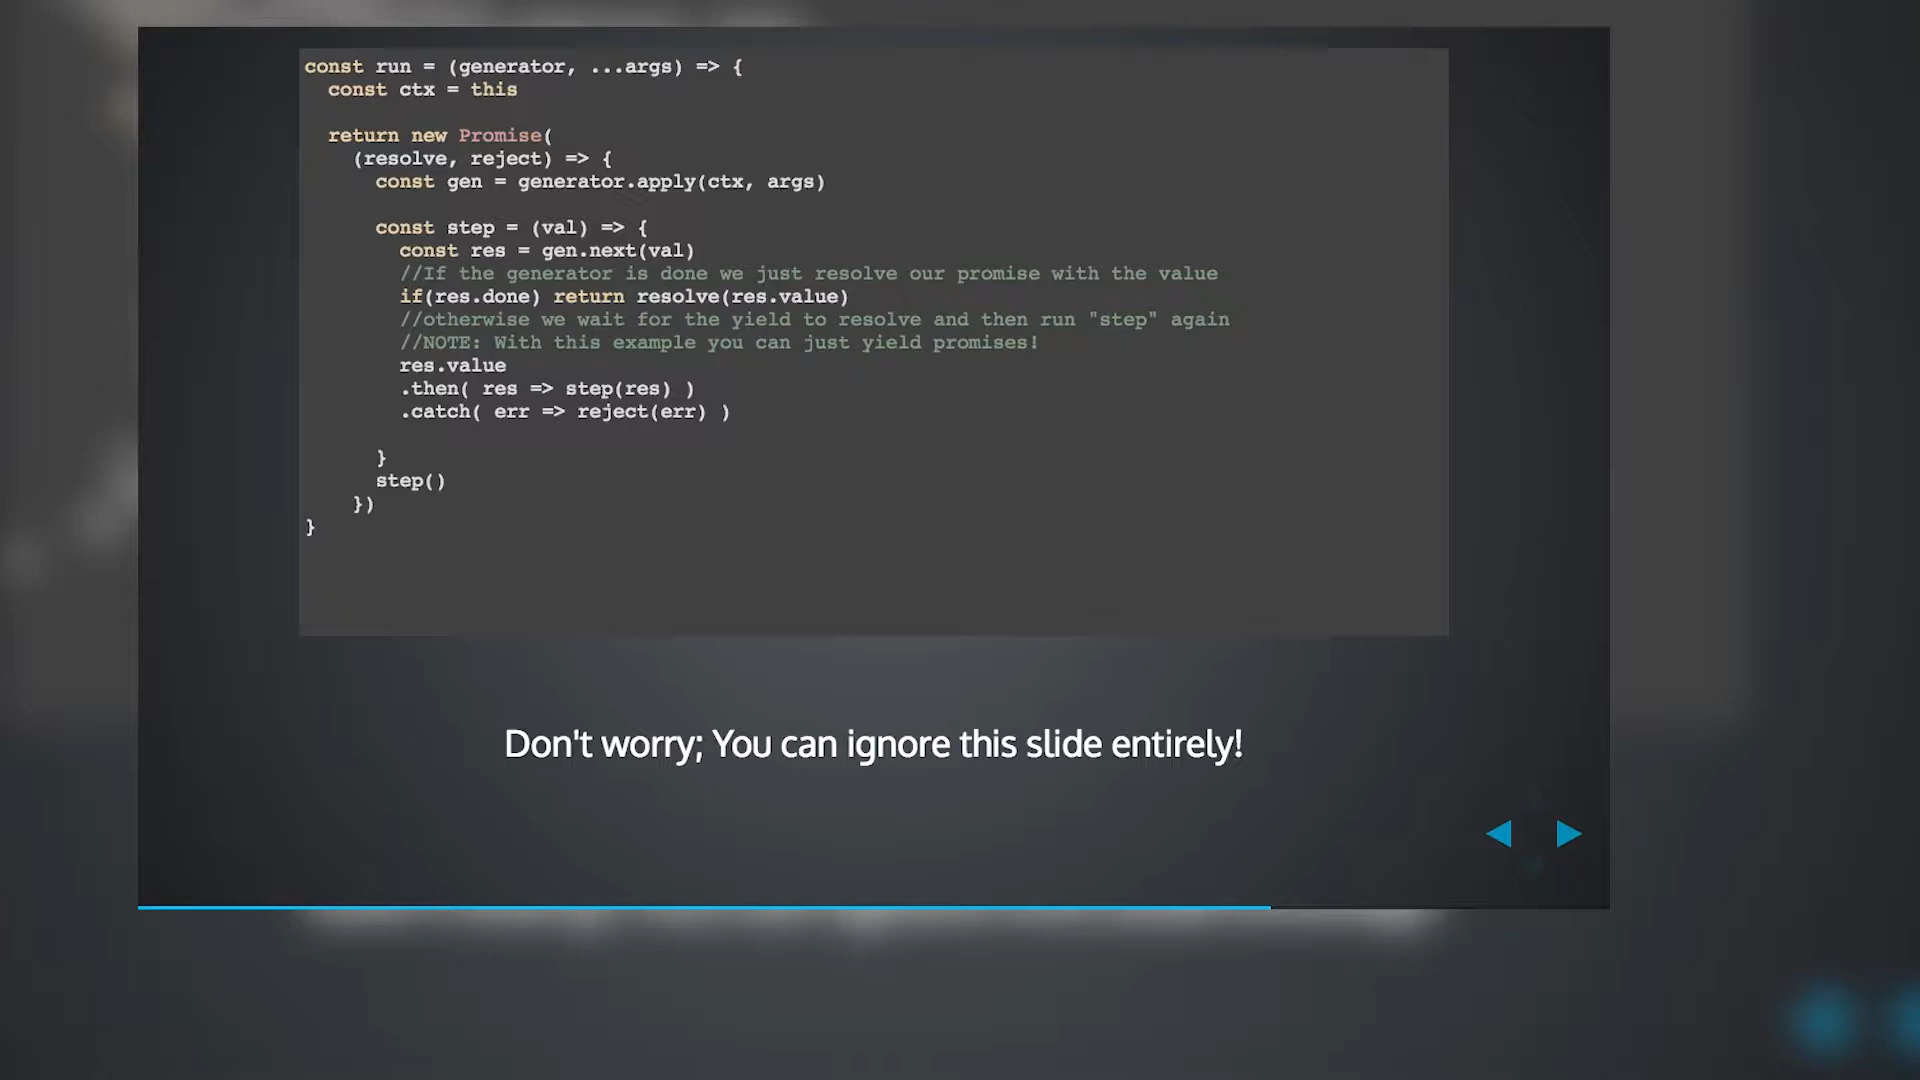 const run = (generator, ...args) => {
const ctx = this
return new Promise(
(resolve, reject) => {
const gen = generator.apply(ctx, args)
const step = (val) => {
const res = gen.next(val)
//If the generator is done we just resolve our promise with the value
if(res.done) return resolve(res.value)
//otherwise we wait for the yield to resolve and then run "step" again
//NOTE: With this example you can just yield promises!
res.value
.then( res => step(res) )
.catch( err => reject(err) )
}
step()
})
}
Don't worry; You can ignore this slide entirely!